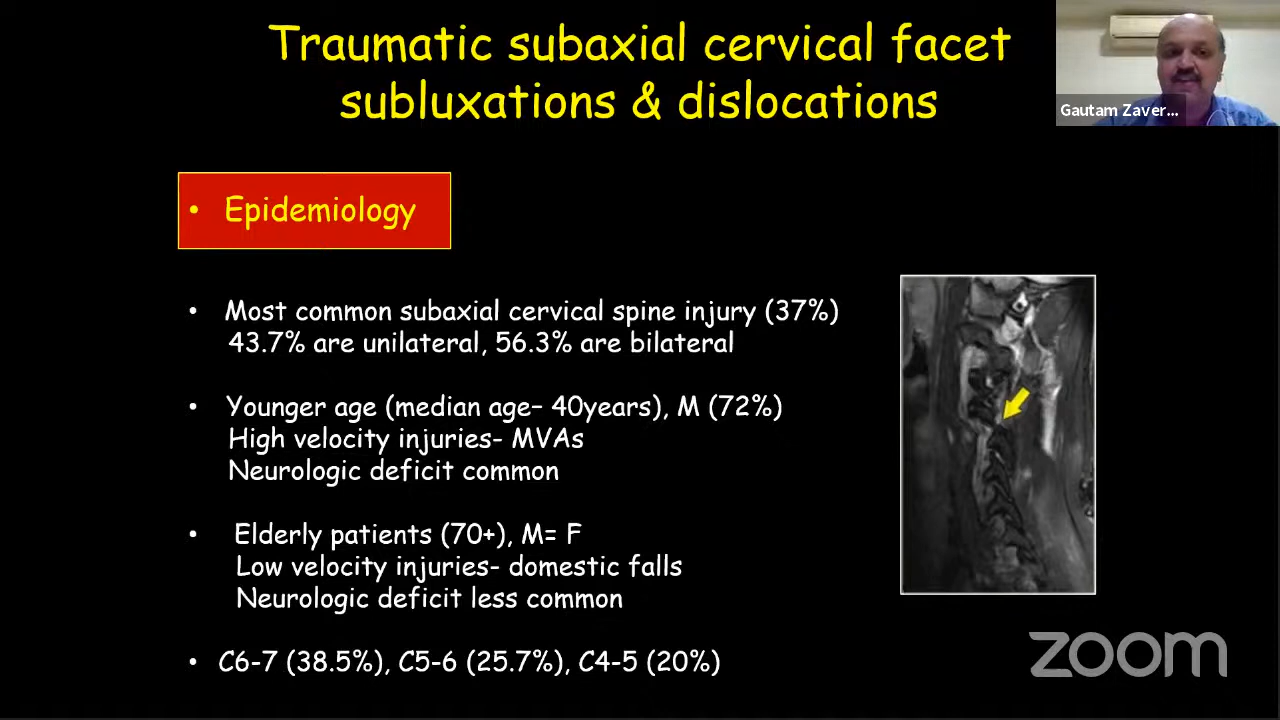 Traumatic subaxial cervical facet
subluxations & dislocations
Gautam Zaver...
• Epidemiology
• Most common subaxial cervical spine injury (37%)
43.7% are unilateral, 56.3% are bilateral
• Younger age (median age– 40years), M (72%)
High velocity injuries- MVAs
Neurologic deficit common
• Elderly patients (70+), M= F
Low velocity injuries- domestic falls
Neurologic deficit less common
• C6-7 (38.5%), C5-6 (25.7%), C4-5 (20%)
zoom